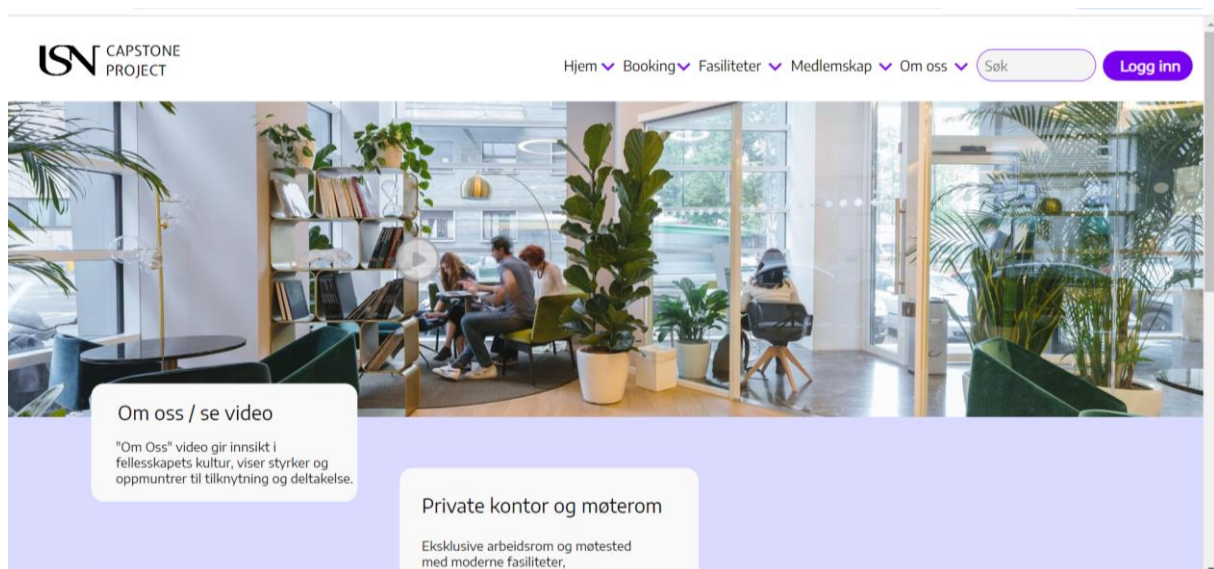 USN CAPSTONE
PROJECT
Hjem Booking Fasiliteter Medlemskap Om oss Søk Logg inn
Om oss / se video
"Om Oss" video gir innsikt i
fellesskapets kultur, viser styrker og
oppmuntrer til tilknytning og deltakelse.
Private kontor og møterom
Eksklusive arbeidsrom og møtested
med moderne fasiliteter,